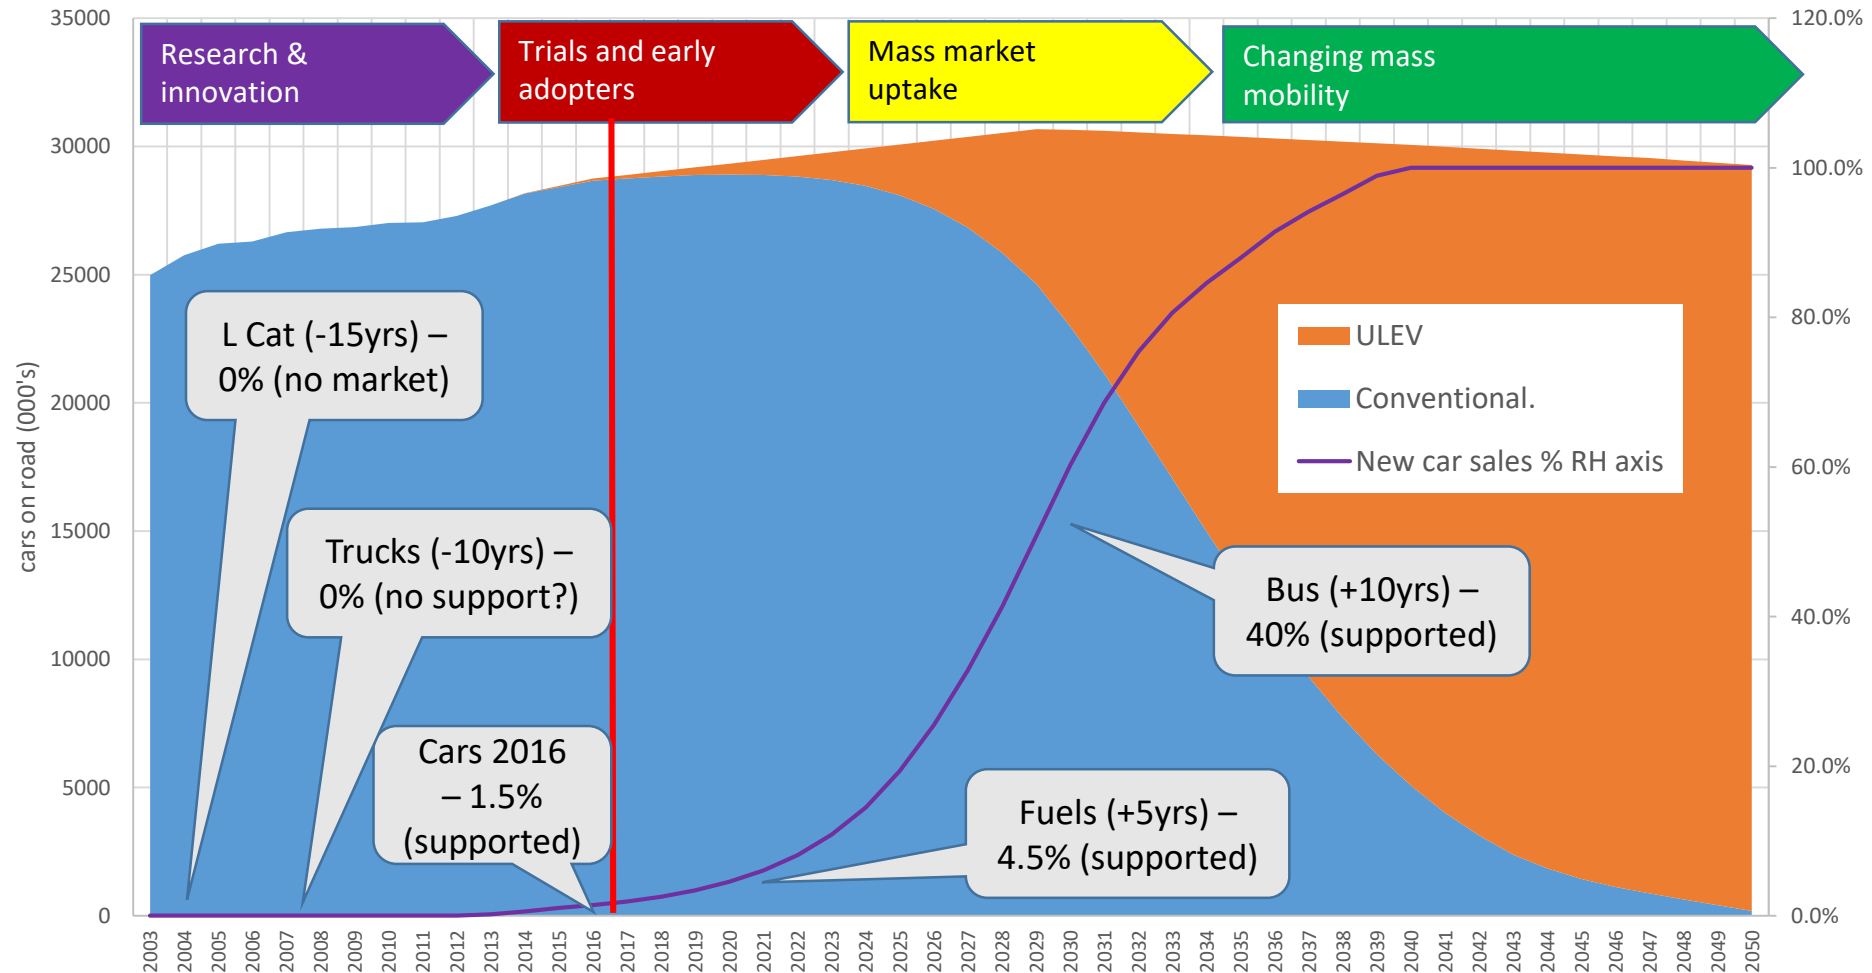 Research &
innovation
Trials and early
adopters
Mass market
uptake
Changing mass
mobility
35000
30000
25000
20000
15000
10000
5000
0
cars on road (000's)
120.0%
100.0%
80.0%
60.0%
40.0%
20.0%
0.0%
L Cat (-15yrs) –
0% (no market)
Trucks (-10yrs) –
0% (no support?)
Cars 2016
– 1.5%
(supported)
Fuels (+5yrs) –
4.5% (supported)
Bus (+10yrs) –
40% (supported)
ULEV
Conventional.
New car sales % RH axis
2003
2004
2005
2006
2007
2008
2009
2010
2011
2012
2013
2014
2015
2016
2017
2018
2019
2020
2021
2022
2023
2024
2025
2026
2027
2028
2029
2030
2031
2032
2033
2034
2035
2036
2037
2038
2039
2040
2041
2042
2043
2044
2045
2046
2047
2048
2049
2050